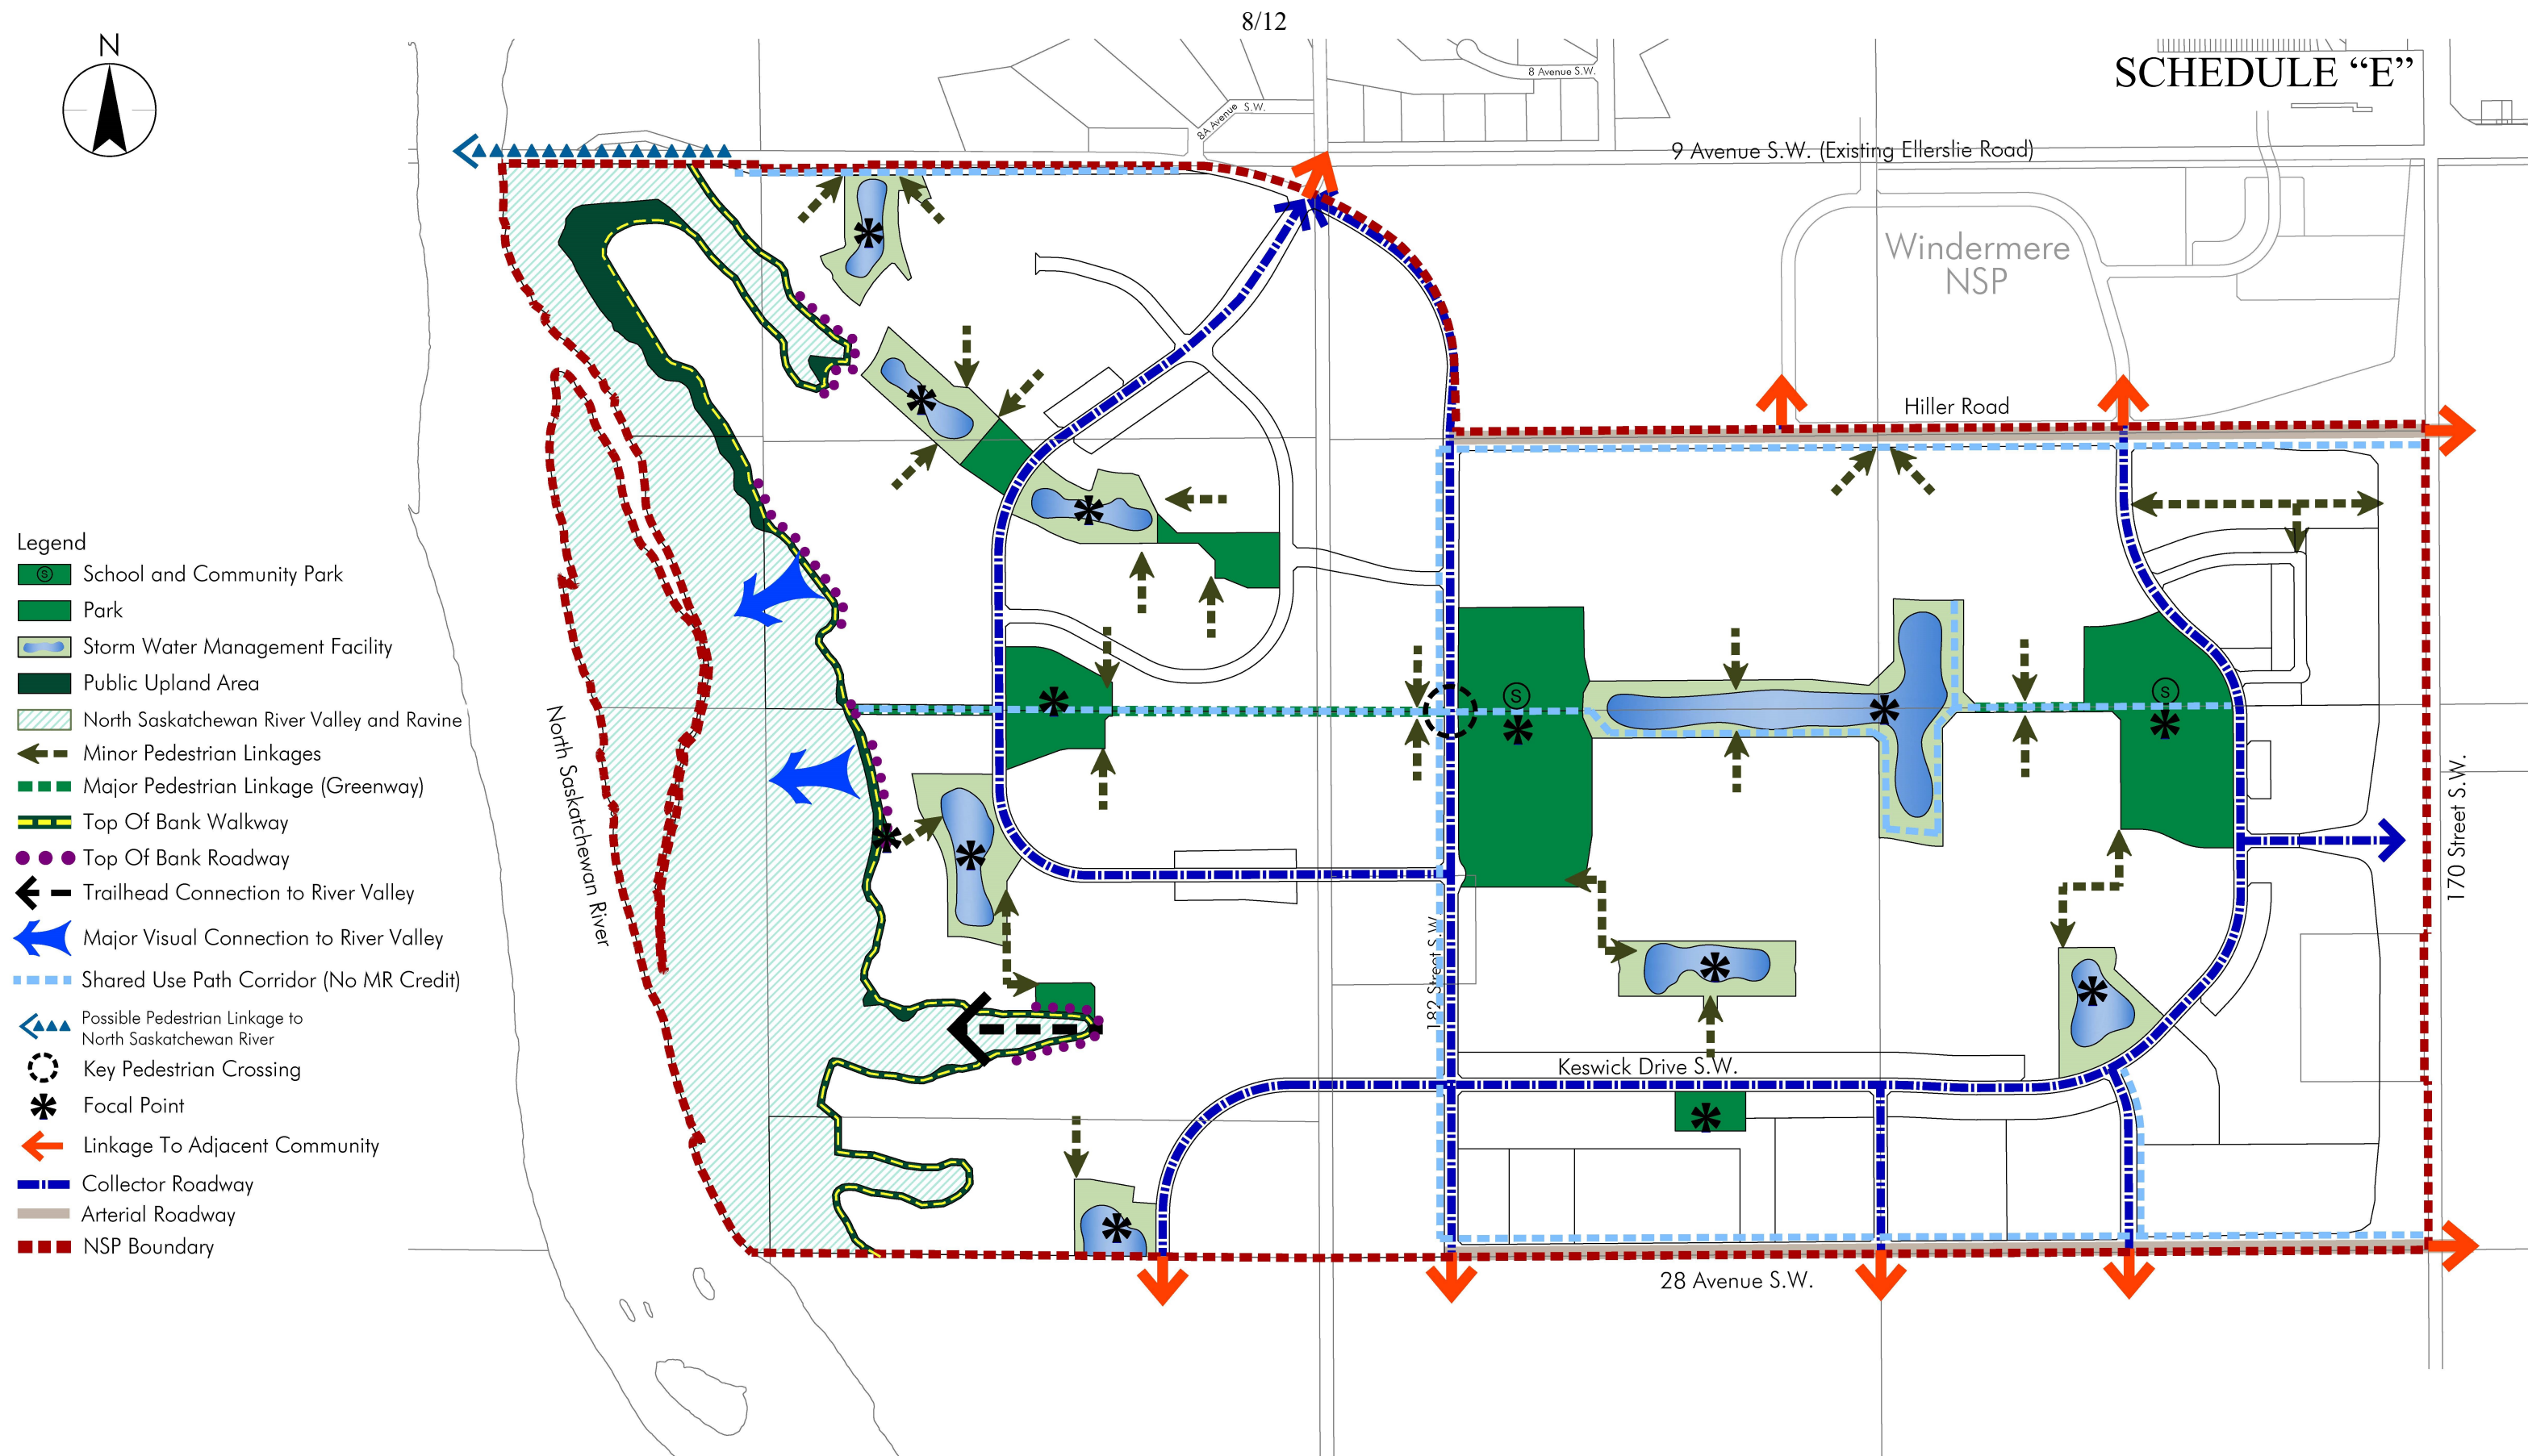 8/12
N
SCHEDULE “E”
8 Avenue S.W.
8A Avenue S.W.
9 Avenue S.W. (Existing Ellerslie Road)
Windermere
NSP
Hiller Road
Legend
S School and Community Park
Park
Storm Water Management Facility
Public Upland Area
North Saskatchewan River Valley and Ravine
Minor Pedestrian Linkages
Major Pedestrian Linkage (Greenway)
Top Of Bank Walkway
Top Of Bank Roadway
Trailhead Connection to River Valley
Major Visual Connection to River Valley
Shared Use Path Corridor (No MR Credit)
Possible Pedestrian Linkage to
North Saskatchewan River
Key Pedestrian Crossing
Focal Point
Linkage To Adjacent Community
Collector Roadway
Arterial Roadway
NSP Boundary
North Saskatchewan River
S
S
182 Street S.W.
170 Street S.W.
Keswick Drive S.W.
28 Avenue S.W.